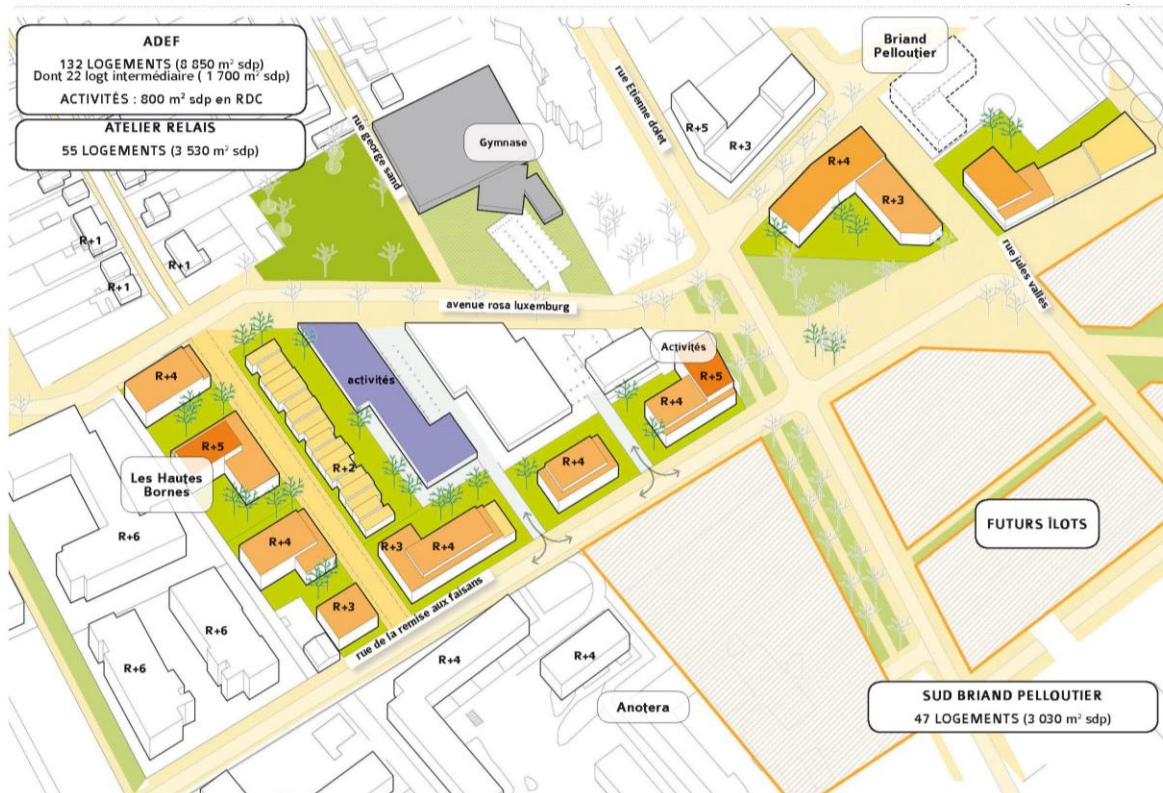 ADEF
132 LOGEMENTS (8 850 m² sdp)
Dont 22 logt intermédiaire ( 1 700 m² sdp)
ACTIVITÉS : 800 m² sdp en RDC
ATELIER RELAIS
55 LOGEMENTS (3 530 m² sdp)
Briand
Pelloutier
rue Etienne dolet
rue george sand
Gymnase
R+5
R+3
R+4
R+3
rue jules vallès
R+1
R+1
R+1
avenue rosa luxemburg
Activités
R+4
activités
R+5
R+4
R+5
R+2
R+4
Les Hautes
Bornes
R+6
R+4
R+3
R+4
FUTURS ÎLOTS
R+3
rue de la remise aux faisans
R+6
R+6
R+4
R+4
Anotera
SUD BRIAND PELLOUTIER
47 LOGEMENTS (3 030 m² sdp)